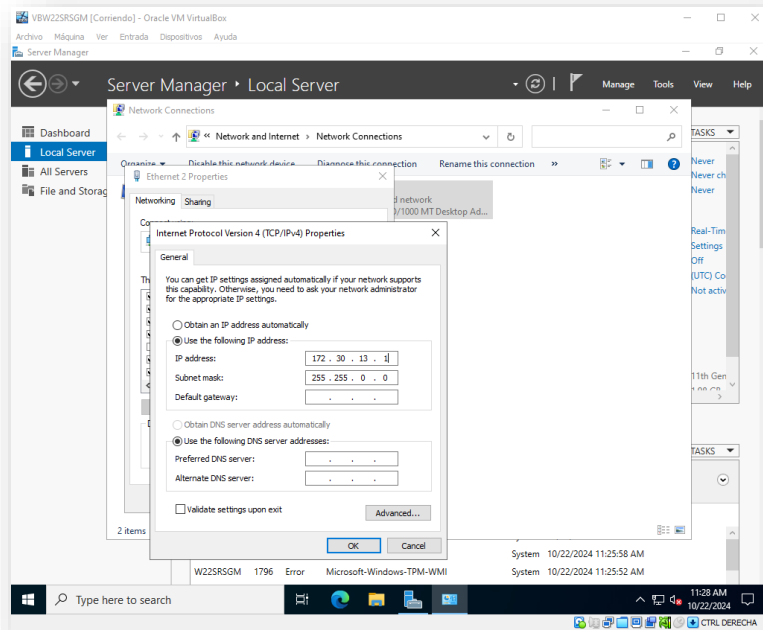 VBW22SRSGM [Corriendo] - Oracle VM VirtualBox
Archivo Máquina Ver Entrada Dispositivos Ayuda
Server Manager
Server Manager • Local Server
Manage Tools View Help
Dashboard
Local Server
All Servers
File and Storag
Network Connections
« Network and Internet › Network Connections
Organize Disable this network device Diagnose this connection Rename this connection »
Ethernet 2 Properties
Networking Sharing
d network
0/1000 MT Desktop Ad...
Internet Protocol Version 4 (TCP/IPv4) Properties
General
You can get IP settings assigned automatically if your network supports
this capability. Otherwise, you need to ask your network administrator
for the appropriate IP settings.
Obtain an IP address automatically
Use the following IP address:
IP address: 172 . 30 . 13 . 1
Subnet mask: 255 . 255 . 0 . 0
Default gateway: . . .
Obtain DNS server address automatically
Use the following DNS server addresses:
Preferred DNS server: . . .
Alternate DNS server: . . .
Validate settings upon exit
Advanced...
OK Cancel
2 items
TASKS
Never
Never ch
Never
Real-Tim
Settings
Off
(UTC) Co
Not activ
11th Gen
TASKS
System 10/22/2024 11:25:58 AM
W22SRSGM 1796 Error Microsoft-Windows-TPM-WMI System 10/22/2024 11:25:52 AM
Type here to search
11:28 AM
10/22/2024
CTRL DERECHA